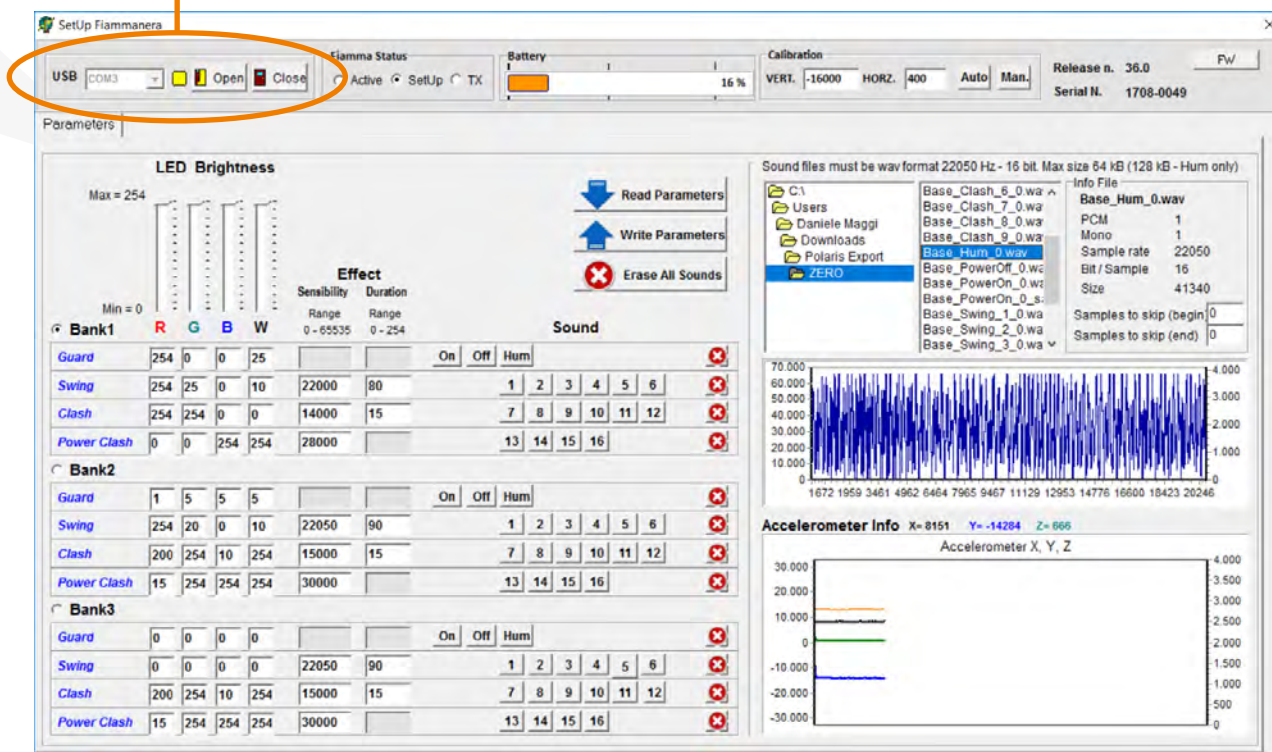 SetUp Fiammanera
USB COM3 Open Close
Fiamma Status
Active SetUp TX
Battery
16 %
Calibration
VERT. -16000 HORZ. 400 Auto Man.
Release n. 36.0
Serial N. 1708-0049
FW
Parameters
LED Brightness
Max = 254
Min = 0
R G B W
Effect
Sensibility Duration
Range Range
0 - 65535 0 - 254
Read Parameters
Write Parameters
Erase All Sounds
Sound
Bank1
Guard 254 0 0 25 On Off Hum
Swing 254 25 0 10 22000 80 1 2 3 4 5 6
Clash 254 254 0 0 14000 15 7 8 9 10 11 12
Power Clash 0 0 254 254 28000 13 14 15 16
Bank2
Guard 1 5 5 5 On Off Hum
Swing 254 20 0 10 22050 90 1 2 3 4 5 6
Clash 200 254 10 254 15000 15 7 8 9 10 11 12
Power Clash 15 254 254 254 30000 13 14 15 16
Bank3
Guard 0 0 0 0 On Off Hum
Swing 0 0 0 0 22050 90 1 2 3 4 5 6
Clash 200 254 10 254 15000 15 7 8 9 10 11 12
Power Clash 15 254 254 254 30000 13 14 15 16
Sound files must be wav format 22050 Hz - 16 bit. Max size 64 kB (128 kB - Hum only)
C:\
Users
Daniele Maggi
Downloads
Polaris Export
ZERO
Base_Clash_6_0.wa
Base_Clash_7_0.wa
Base_Clash_8_0.wa
Base_Clash_9_0.wa
Base_Hum_0.wav
Base_PowerOff_0.wa
Base_PowerOn_0.wa
Base_PowerOn_0_s
Base_Swing_1_0.wa
Base_Swing_2_0.wa
Base_Swing_3_0.wa
Info File
Base_Hum_0.wav
PCM 1
Mono 1
Sample rate 22050
Bit / Sample 16
Size 41340
Samples to skip (begin) 0
Samples to skip (end) 0
70.000
60.000
50.000
40.000
30.000
20.000
10.000
0
4.000
3.000
2.000
1.000
0
1672 1959 3461 4962 6464 7965 9467 11129 12953 14776 16600 18423 20246
Accelerometer Info X= 8151 Y= -14284 Z= 666
Accelerometer X, Y, Z
30.000
20.000
10.000
0
-10.000
-20.000
-30.000
4.000
3.500
3.000
2.500
2.000
1.500
1.000
500
0